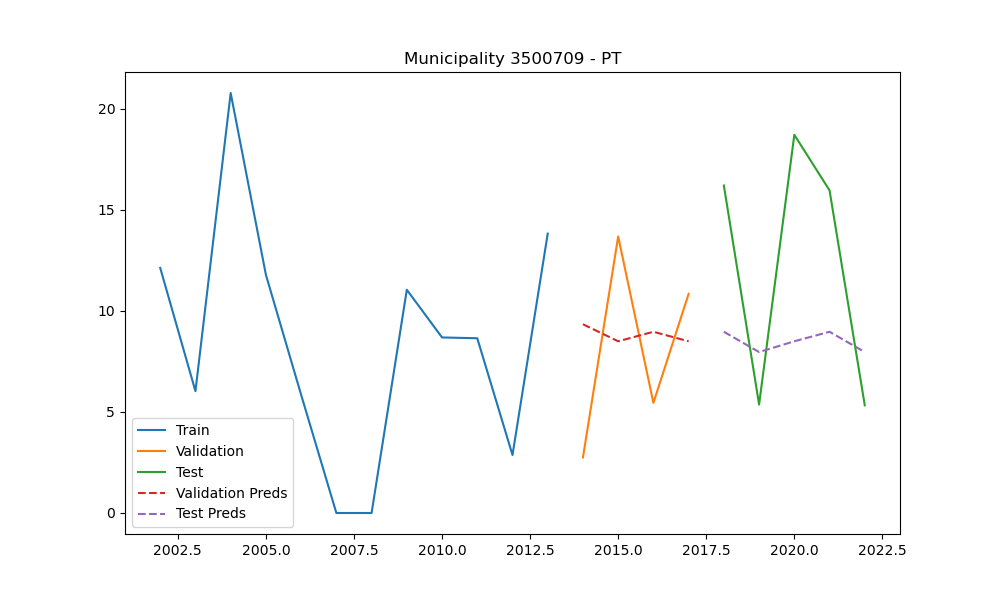 Municipality 3500709 - PT
20
15
10
5
0
Train
Validation
Test
Validation Preds
Test Preds
2002.5 2005.0 2007.5 2010.0 2012.5 2015.0 2017.5 2020.0 2022.5